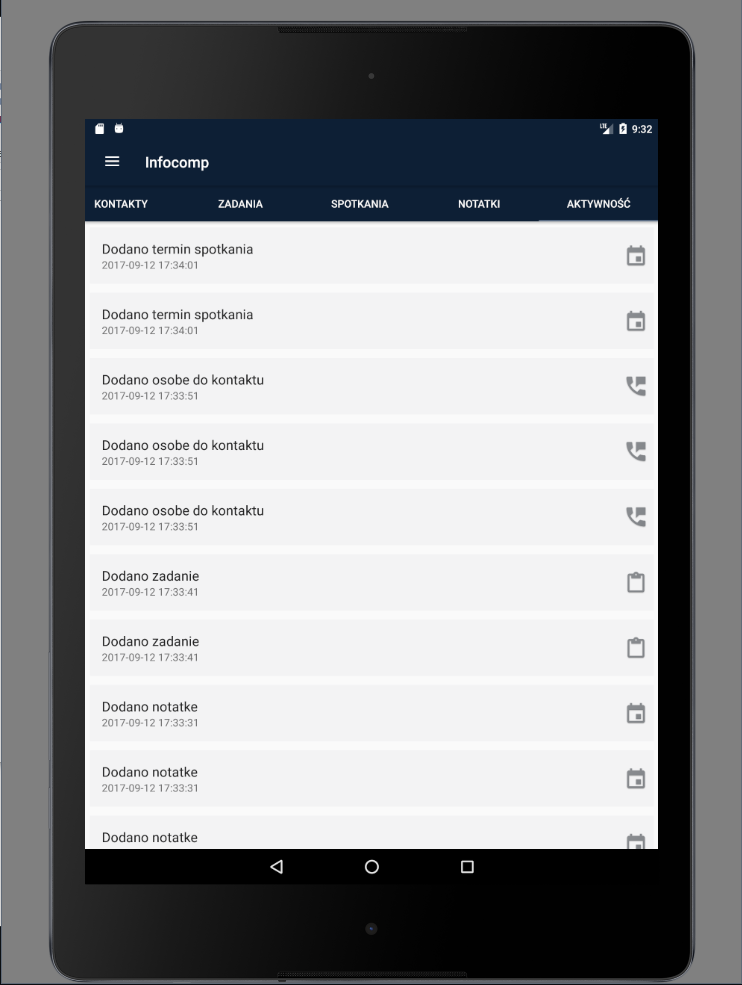 LTE 9:32
Infocomp
KONTAKTY ZADANIA SPOTKANIA NOTATKI AKTYWNOŚĆ
Dodano termin spotkania
2017-09-12 17:34:01
Dodano termin spotkania
2017-09-12 17:34:01
Dodano osobe do kontaktu
2017-09-12 17:33:51
Dodano osobe do kontaktu
2017-09-12 17:33:51
Dodano osobe do kontaktu
2017-09-12 17:33:51
Dodano zadanie
2017-09-12 17:33:41
Dodano zadanie
2017-09-12 17:33:41
Dodano notatke
2017-09-12 17:33:31
Dodano notatke
2017-09-12 17:33:31
Dodano notatke